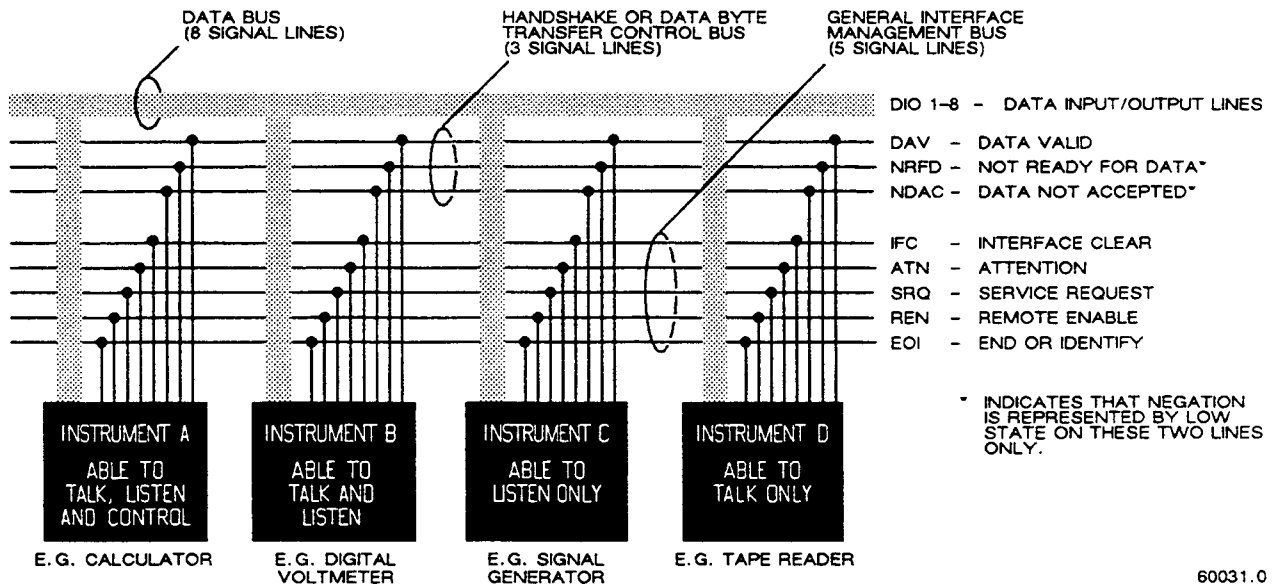 DATA BUS
(8 SIGNAL LINES)
HANDSHAKE OR DATA BYTE
TRANSFER CONTROL BUS
(3 SIGNAL LINES)
GENERAL INTERFACE
MANAGEMENT BUS
(5 SIGNAL LINES)
DIO 1-8 - DATA INPUT/OUTPUT LINES
DAV - DATA VALID
NRFD - NOT READY FOR DATA*
NDAC - DATA NOT ACCEPTED*
IFC - INTERFACE CLEAR
ATN - ATTENTION
SRQ - SERVICE REQUEST
REN - REMOTE ENABLE
EOI - END OR IDENTIFY
* INDICATES THAT NEGATION
IS REPRESENTED BY LOW
STATE ON THESE TWO LINES
ONLY.
INSTRUMENT A
ABLE TO
TALK, LISTEN
AND CONTROL
E.G. CALCULATOR
INSTRUMENT B
ABLE TO
TALK AND
LISTEN
E.G. DIGITAL
VOLTMETER
INSTRUMENT C
ABLE TO
LISTEN ONLY
E.G. SIGNAL
GENERATOR
INSTRUMENT D
ABLE TO
TALK ONLY
E.G. TAPE READER
60031.0